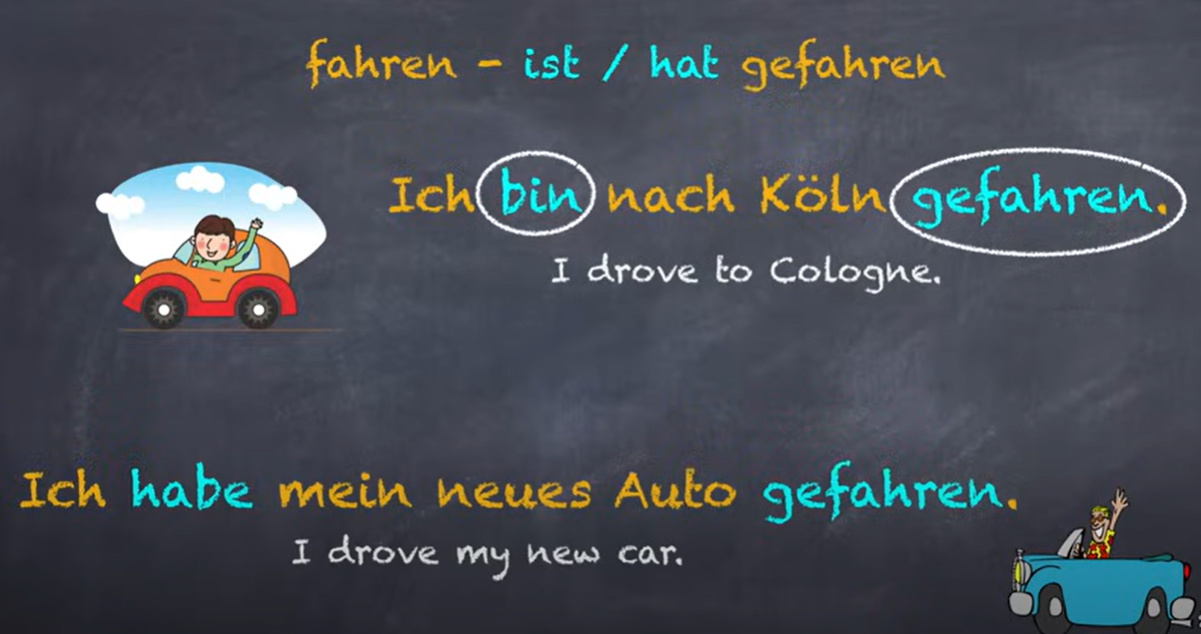 fahren - ist / hat gefahren
Ich bin nach Köln gefahren.
I drove to Cologne.
Ich habe mein neues Auto gefahren.
I drove my new car.